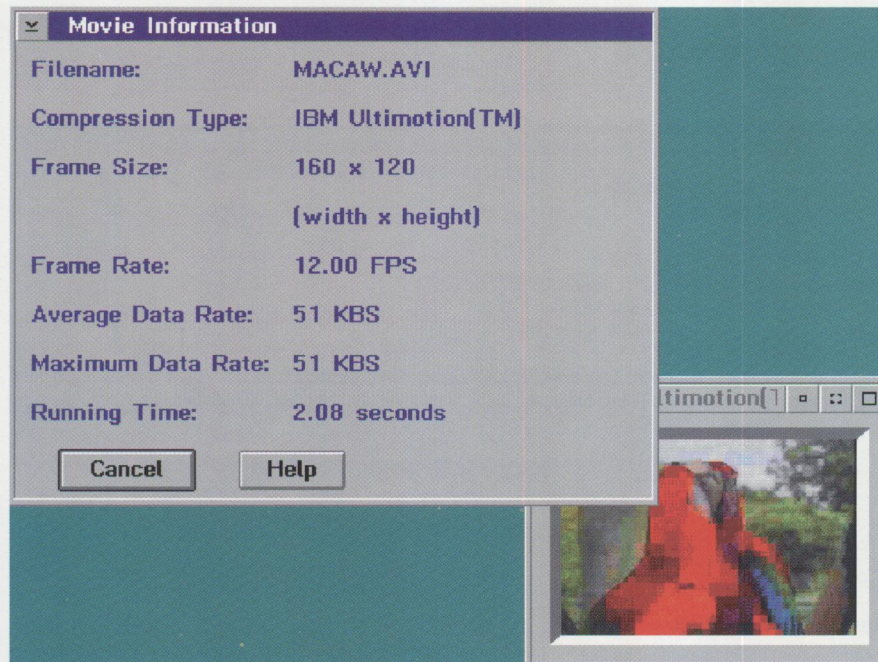 Movie Information
Filename: MACAW.AVI
Compression Type: IBM Ultimotion(TM)
Frame Size: 160 x 120
(width x height)
Frame Rate: 12.00 FPS
Average Data Rate: 51 KBS
Maximum Data Rate: 51 KBS
Running Time: 2.08 seconds
Cancel Help